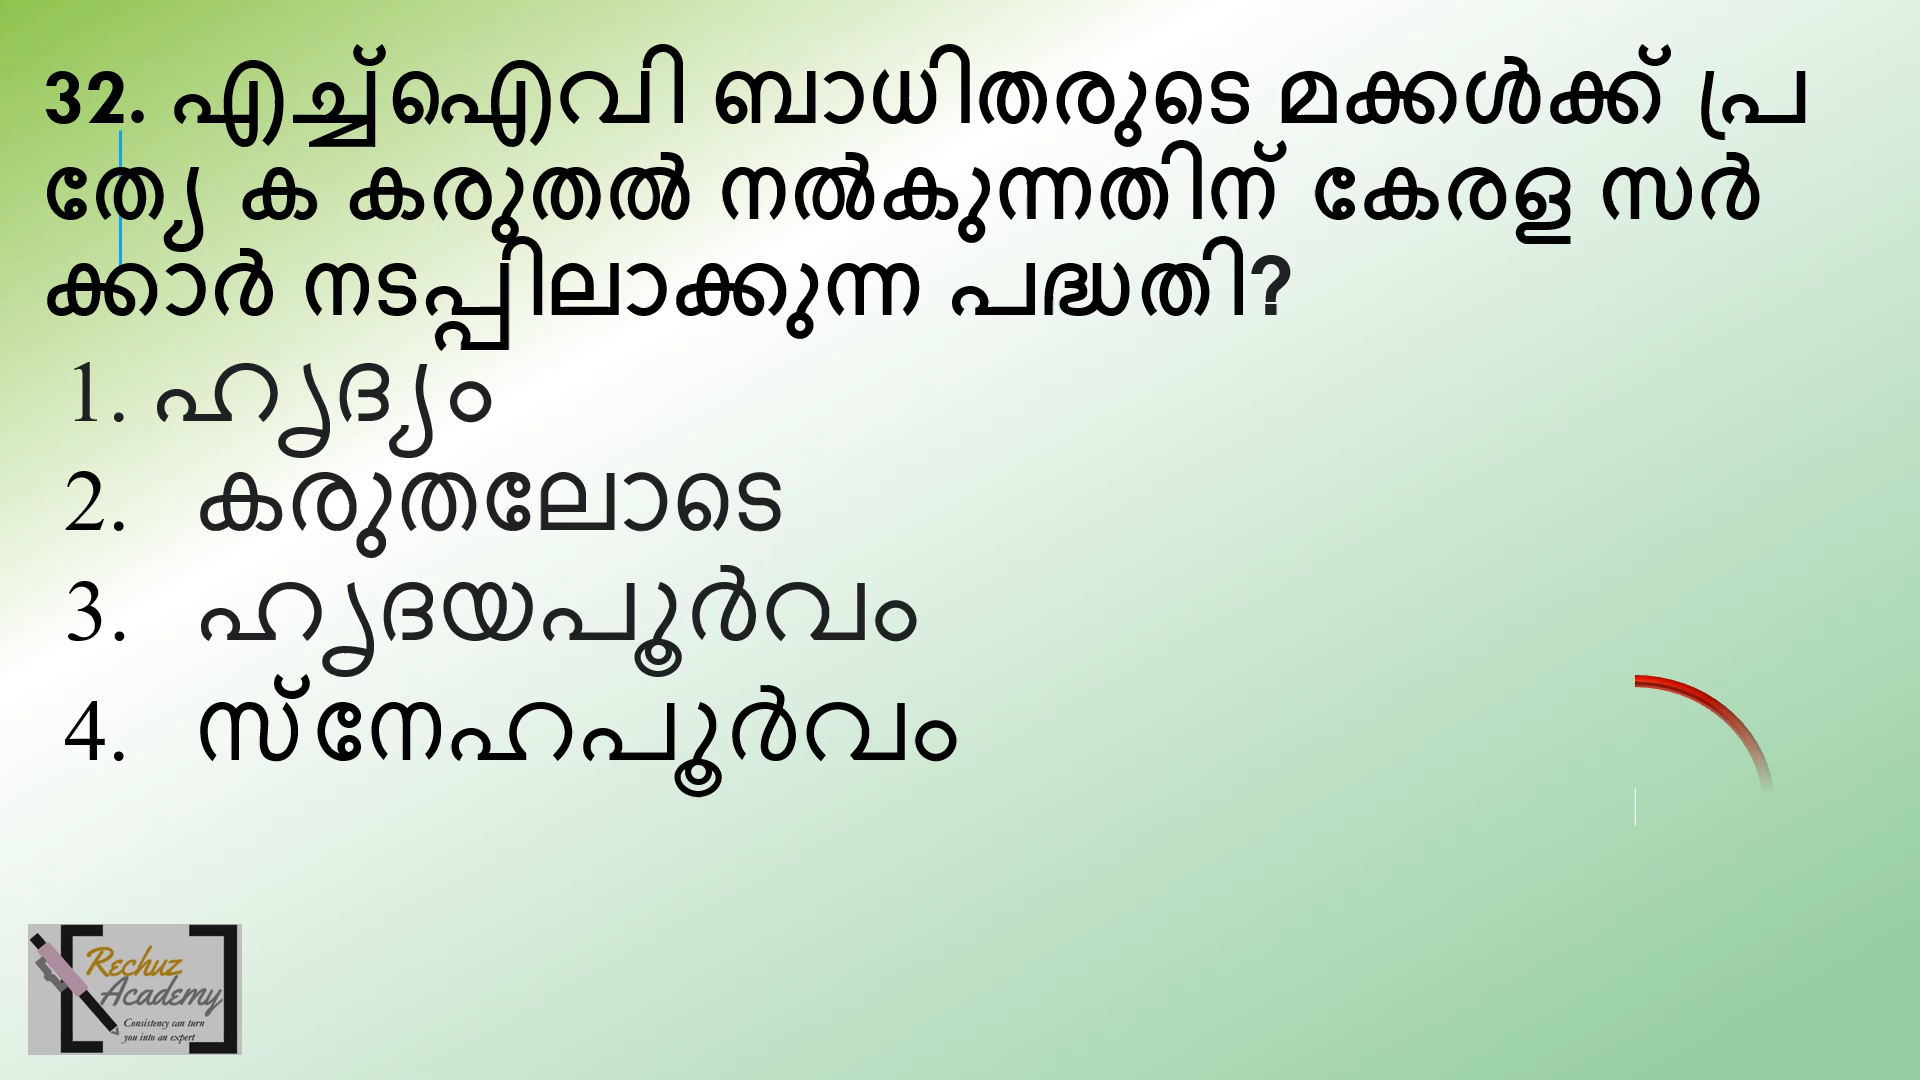 32. എച്ച്ഐവി ബാധിതരുടെ മക്കൾക്ക് പ്ര
ത്യേ ക കരുതൽ നൽകുന്നതിന് കേരള സർ
ക്കാർ നടപ്പിലാക്കുന്ന പദ്ധതി?
1. ഹൃദ്യം
2. കരുതലോടെ
3. ഹൃദയപൂർവം
4. സ്നേഹപൂർവം
Rechuz
Academy
Consistency can turn
you into an expert